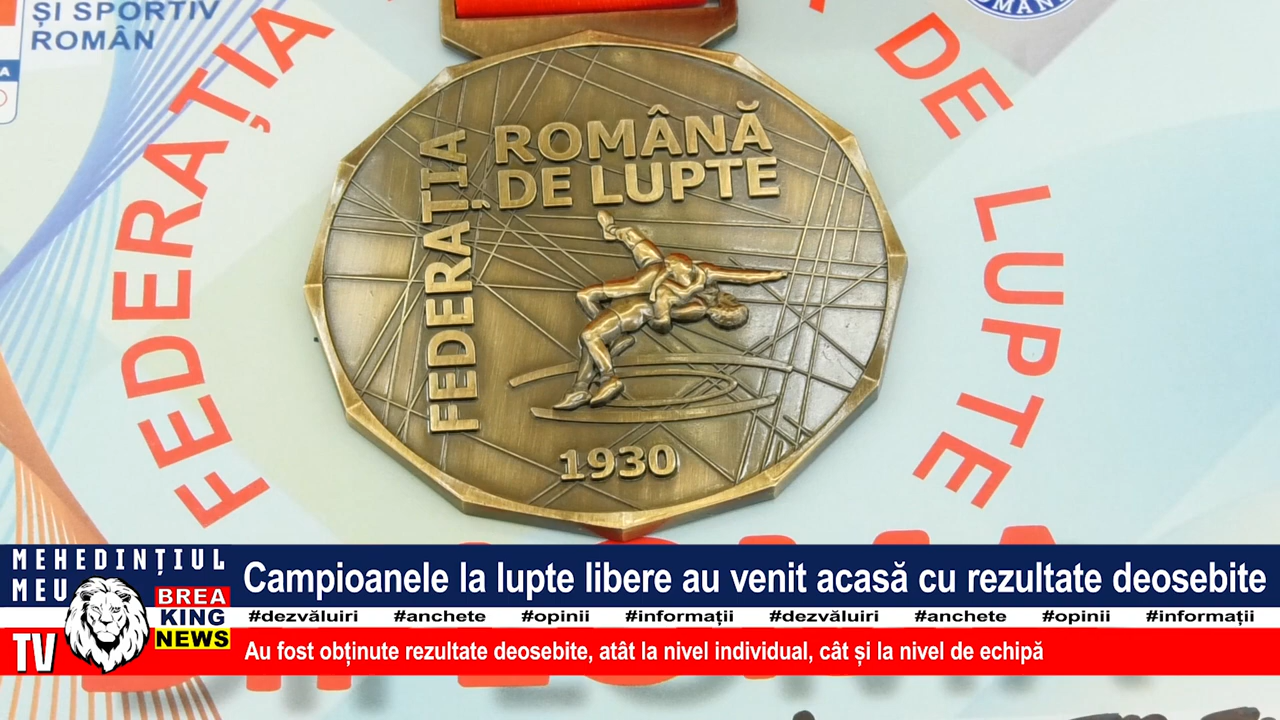 ȘI SPORTIV
ROMÂN
FEDERAȚIA
DE LUPTE
FEDERAȚIA
ROMÂNĂ
DE LUPTE
1930
MEHEDINȚIUL
MEU
TV
BREA
KING
NEWS
Campioanele la lupte libere au venit acasă cu rezultate deosebite
#dezvăluiri #anchete #opinii #informații #dezvăluiri #anchete #opinii #informații
Au fost obținute rezultate deosebite, atât la nivel individual, cât și la nivel de echipă